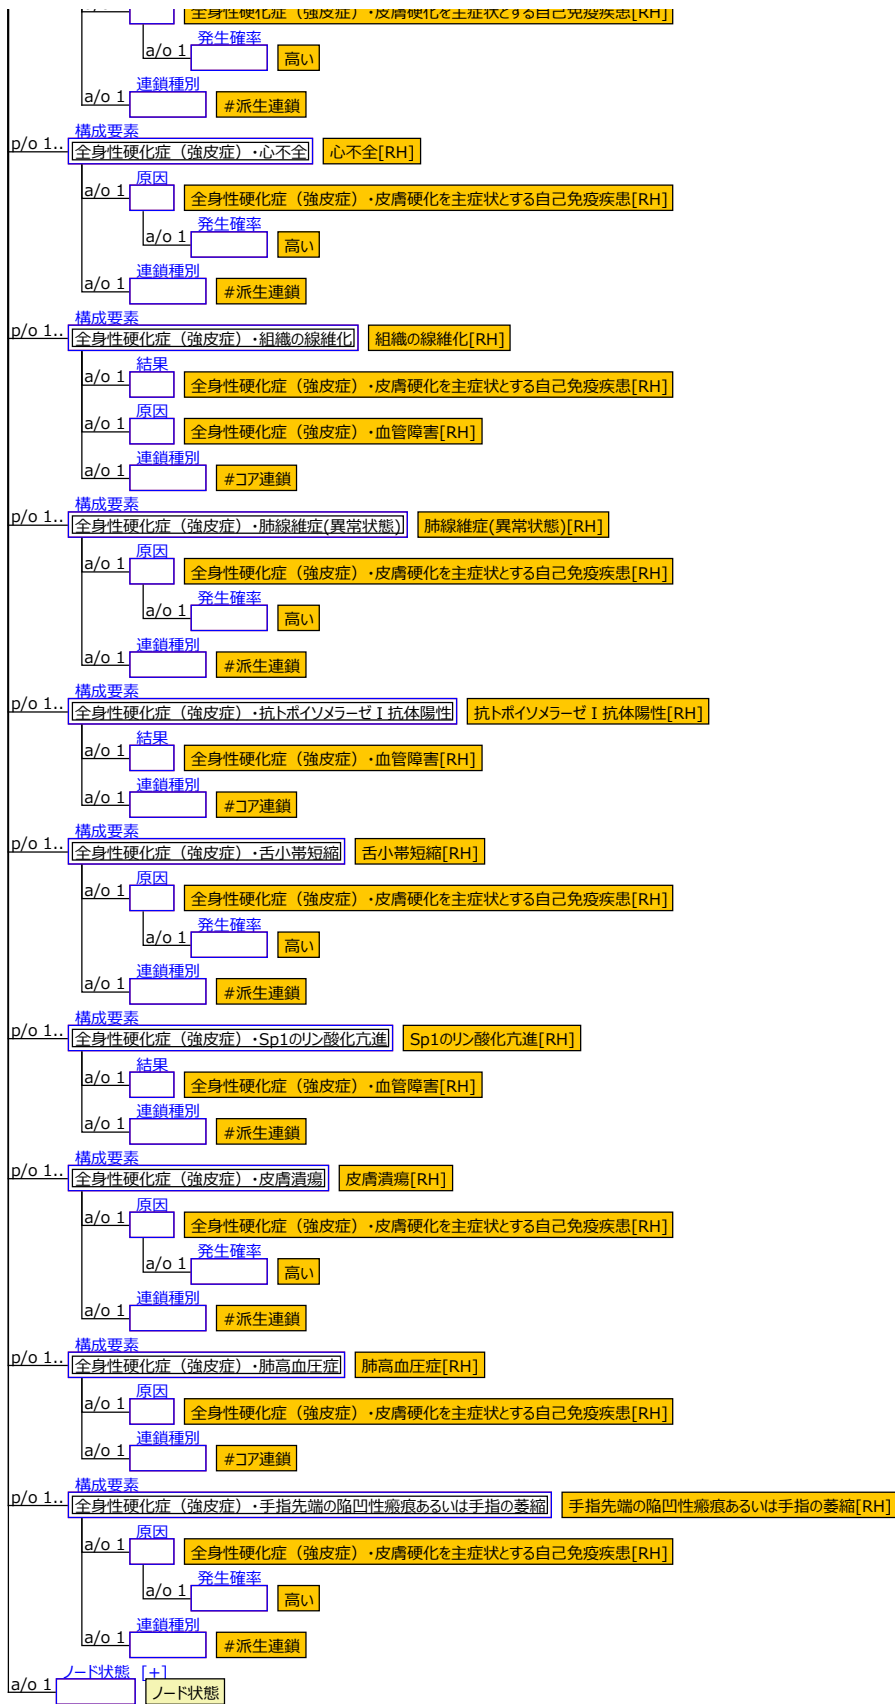 a/o 1 全身性硬化症（強皮症）・皮膚硬化を主症状とする自己免疫疾患[RH]
発生確率
a/o 1 高い
連鎖種別
a/o 1 #派生連鎖
構成要素
p/o 1.. 全身性硬化症（強皮症）・心不全 心不全[RH]
原因
a/o 1 全身性硬化症（強皮症）・皮膚硬化を主症状とする自己免疫疾患[RH]
発生確率
a/o 1 高い
連鎖種別
a/o 1 #派生連鎖
構成要素
p/o 1.. 全身性硬化症（強皮症）・組織の線維化 組織の線維化[RH]
結果
a/o 1 全身性硬化症（強皮症）・皮膚硬化を主症状とする自己免疫疾患[RH]
原因
a/o 1 全身性硬化症（強皮症）・血管障害[RH]
連鎖種別
a/o 1 #コア連鎖
構成要素
p/o 1.. 全身性硬化症（強皮症）・肺線維症(異常状態) 肺線維症(異常状態)[RH]
原因
a/o 1 全身性硬化症（強皮症）・皮膚硬化を主症状とする自己免疫疾患[RH]
発生確率
a/o 1 高い
連鎖種別
a/o 1 #派生連鎖
構成要素
p/o 1.. 全身性硬化症（強皮症）・抗トポイソメラーゼⅠ抗体陽性 抗トポイソメラーゼⅠ抗体陽性[RH]
結果
a/o 1 全身性硬化症（強皮症）・血管障害[RH]
連鎖種別
a/o 1 #コア連鎖
構成要素
p/o 1.. 全身性硬化症（強皮症）・舌小帯短縮 舌小帯短縮[RH]
原因
a/o 1 全身性硬化症（強皮症）・皮膚硬化を主症状とする自己免疫疾患[RH]
発生確率
a/o 1 高い
連鎖種別
a/o 1 #派生連鎖
構成要素
p/o 1.. 全身性硬化症（強皮症）・Sp1のリン酸化亢進 Sp1のリン酸化亢進[RH]
結果
a/o 1 全身性硬化症（強皮症）・血管障害[RH]
連鎖種別
a/o 1 #派生連鎖
構成要素
p/o 1.. 全身性硬化症（強皮症）・皮膚潰瘍 皮膚潰瘍[RH]
原因
a/o 1 全身性硬化症（強皮症）・皮膚硬化を主症状とする自己免疫疾患[RH]
発生確率
a/o 1 高い
連鎖種別
a/o 1 #派生連鎖
構成要素
p/o 1.. 全身性硬化症（強皮症）・肺高血圧症 肺高血圧症[RH]
原因
a/o 1 全身性硬化症（強皮症）・皮膚硬化を主症状とする自己免疫疾患[RH]
連鎖種別
a/o 1 #コア連鎖
構成要素
p/o 1.. 全身性硬化症（強皮症）・手指先端の陥凹性瘢痕あるいは手指の萎縮 手指先端の陥凹性瘢痕あるいは手指の萎縮[RH]
原因
a/o 1 全身性硬化症（強皮症）・皮膚硬化を主症状とする自己免疫疾患[RH]
発生確率
a/o 1 高い
連鎖種別
a/o 1 #派生連鎖
ノード状態 [+]
a/o 1 ノード状態